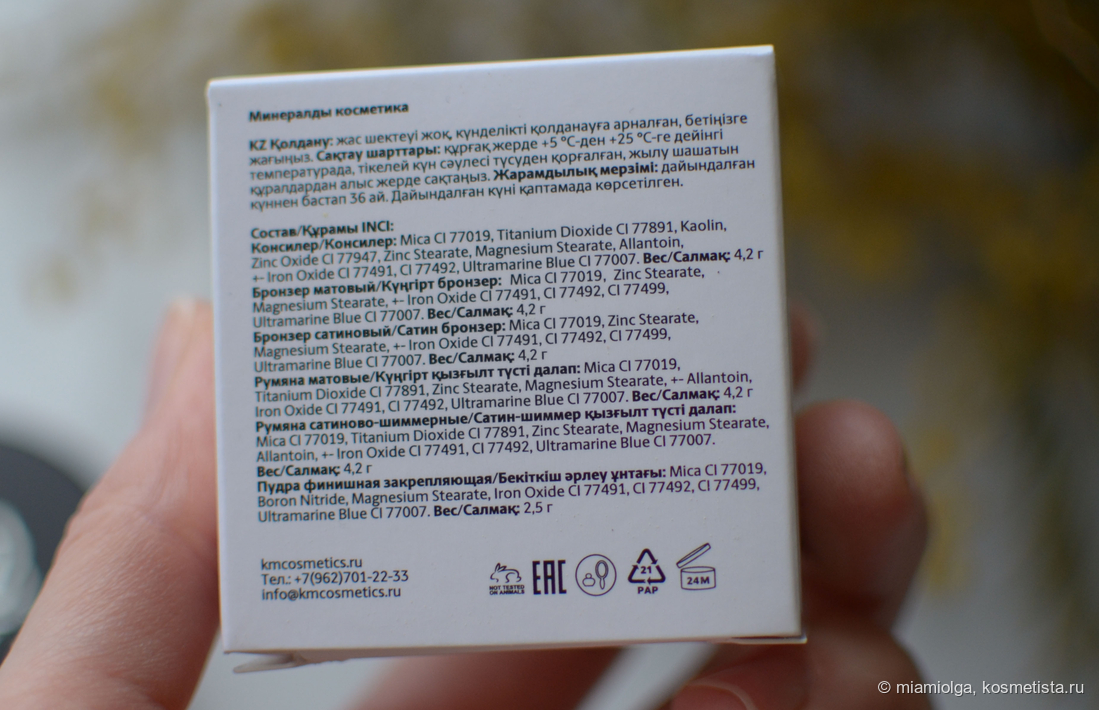 Минералды косметика
KZ Қолдану: жас шектеуі жоқ, күнделікті қолданауға арналған, бетіңізге
жағыңыз. Сақтау шарттары: құрғақ жерде +5 °С-ден +25 °С-ге дейінгі
температурада, тікелей күн сәулесі түсуден қорғалған, жылу шашатын
құралдардан алыс жерде сақтаңыз. Жарамдылық мерзімі: дайындалған
күннен бастап 36 ай. Дайындалған күні қаптамада көрсетілген.
Состав/Құрамы INCI:
Консилер/Консилер: Mica CI 77019, Titanium Dioxide CI 77891, Kaolin,
Zinc Oxide CI 77947, Zinc Stearate, Magnesium Stearate, Allantoin,
+- Iron Oxide CI 77491, CI 77492, Ultramarine Blue CI 77007. Вес/Салмақ: 4,2 г
Бронзер матовый/Күңгірт бронзер: Mica CI 77019, Zinc Stearate,
Magnesium Stearate, +- Iron Oxide CI 77491, CI 77492, CI 77499,
Ultramarine Blue CI 77007. Вес/Салмақ: 4,2 г
Бронзер сатиновый/Сатин бронзер: Mica CI 77019, Zinc Stearate,
Magnesium Stearate, +- Iron Oxide CI 77491, CI 77492, CI 77499,
Ultramarine Blue CI 77007. Вес/Салмақ: 4,2 г
Румяна матовые/Күңгірт қызғылт түсті далап: Mica CI 77019,
Titanium Dioxide CI 77891, Zinc Stearate, Magnesium Stearate, +- Allantoin,
Iron Oxide CI 77491, CI 77492, Ultramarine Blue CI 77007. Вес/Салмақ: 4,2 г
Румяна сатиново-шиммерные/Сатин-шиммер қызғылт түсті далап:
Mica CI 77019, Titanium Dioxide CI 77891, Zinc Stearate, Magnesium Stearate,
Allantoin, +- Iron Oxide CI 77491, CI 77492, Ultramarine Blue CI 77007.
Вес/Салмақ: 4,2 г
Пудра финишная закрепляющая/Бекіткіш әрлеу ұнтағы: Mica CI 77019,
Boron Nitride, Magnesium Stearate, Iron Oxide CI 77491, CI 77492, CI 77499,
Ultramarine Blue CI 77007. Вес/Салмақ: 2,5 г
kmcosmetics.ru
Тел.: +7(962)701-22-33
info@kmcosmetics.ru
NOT TESTED
ON ANIMALS
EAC
21
PAP
24M
© miamiolga, kosmetista.ru